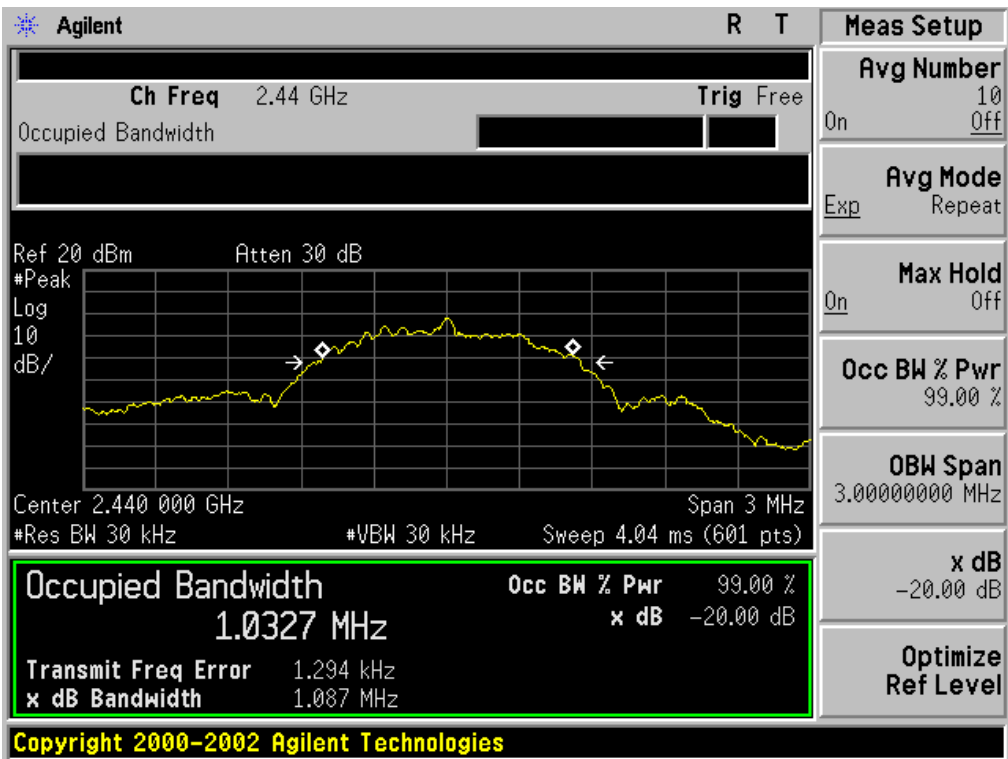 Agilent R T
Ch Freq 2.44 GHz Trig Free
Occupied Bandwidth
Ref 20 dBm Atten 30 dB
#Peak
Log
10
dB/
Center 2.440 000 GHz Span 3 MHz
#Res BW 30 kHz #VBW 30 kHz Sweep 4.04 ms (601 pts)
Occupied Bandwidth Occ BW % Pwr 99.00 %
1.0327 MHz x dB -20.00 dB
Transmit Freq Error 1.294 kHz
x dB Bandwidth 1.087 MHz
Copyright 2000-2002 Agilent Technologies
Meas Setup
Avg Number
10
On Off
Avg Mode
Exp Repeat
Max Hold
On Off
Occ BW % Pwr
99.00 %
OBW Span
3.00000000 MHz
x dB
-20.00 dB
Optimize
Ref Level